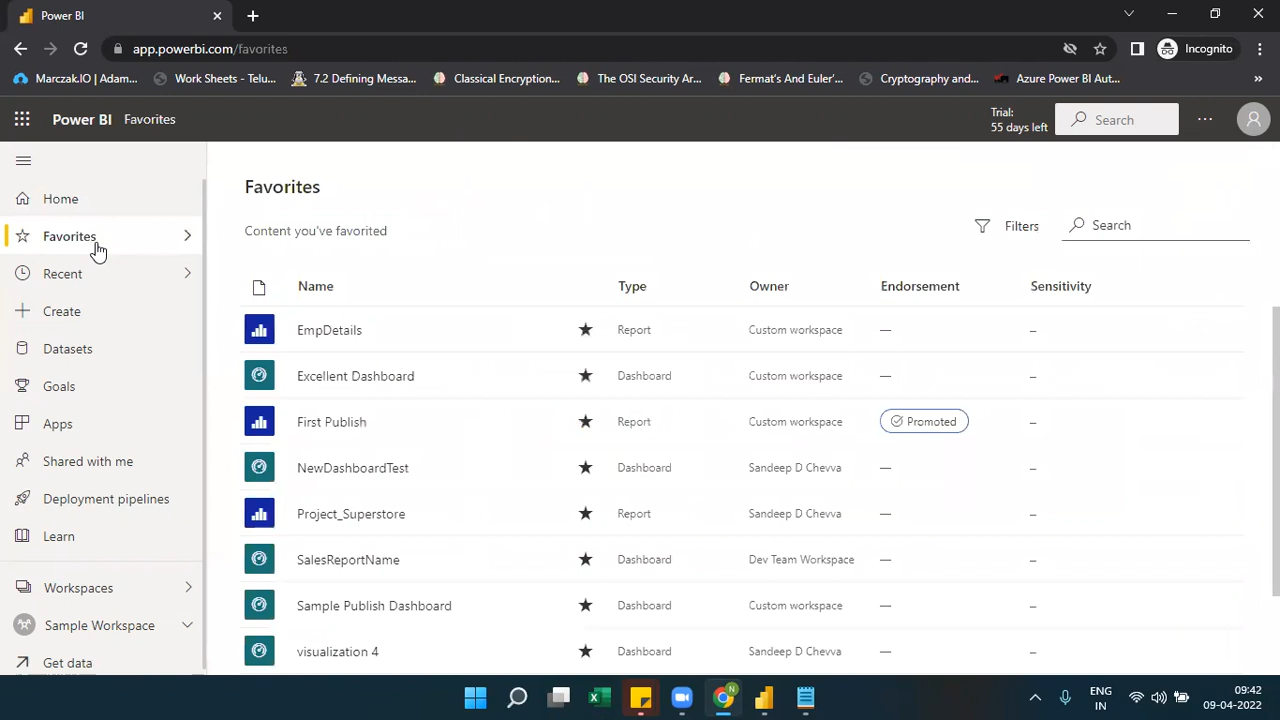 Power BI
app.powerbi.com/favorites
Incognito
Marczak.IO | Adam...
Work Sheets - Telu...
7.2 Defining Messa...
Classical Encryption...
The OSI Security Ar...
Fermat's And Euler'...
Cryptography and...
Azure Power BI Aut...
»
Power BI Favorites
Trial:
55 days left
Search
Home
Favorites
Recent
Create
Datasets
Goals
Apps
Shared with me
Deployment pipelines
Learn
Workspaces
Sample Workspace
Get data
Favorites
Content you've favorited
Filters
Search
Name Type Owner Endorsement Sensitivity
EmpDetails Report Custom workspace — –
Excellent Dashboard Dashboard Custom workspace — –
First Publish Report Custom workspace Promoted –
NewDashboardTest Dashboard Sandeep D Chevva — –
Project_Superstore Report Sandeep D Chevva — –
SalesReportName Dashboard Dev Team Workspace — –
Sample Publish Dashboard Dashboard Custom workspace — –
visualization 4 Dashboard Sandeep D Chevva — –
N
ENG
IN
09:42
09-04-2022